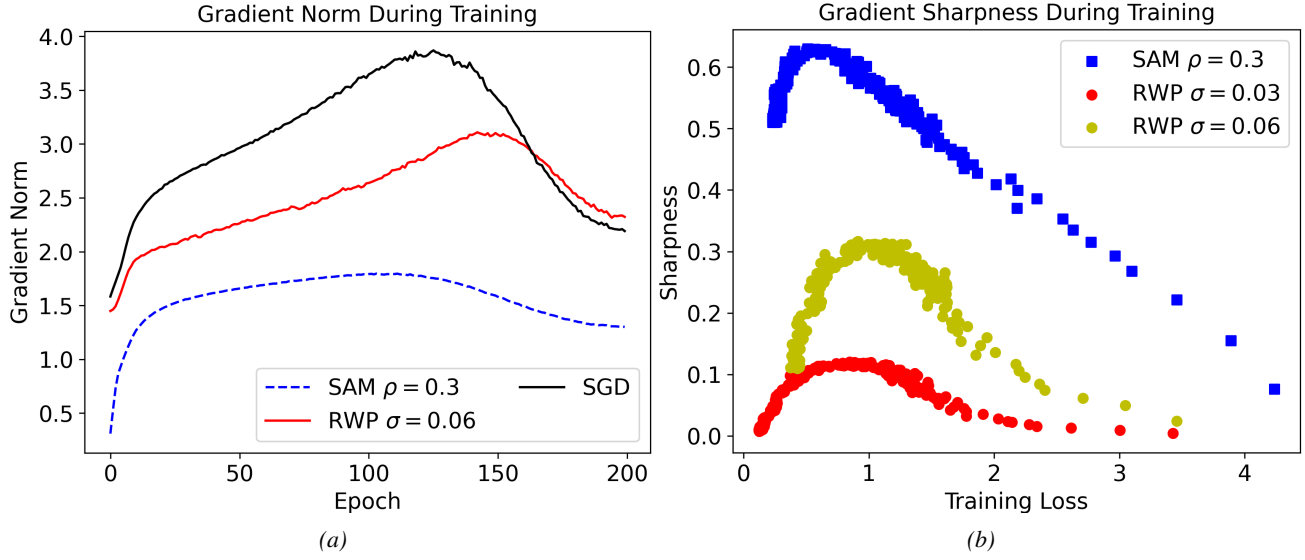 Gradient Norm During Training
4.0
3.5
3.0
2.5
2.0
1.5
1.0
0.5
Gradient Norm
0 50 100 150 200
Epoch
SAM ρ = 0.3
RWP σ = 0.06
SGD
(a)
Gradient Sharpness During Training
0.6
0.5
0.4
0.3
0.2
0.1
0.0
Sharpness
0 1 2 3 4
Training Loss
SAM ρ = 0.3
RWP σ = 0.03
RWP σ = 0.06
(b)